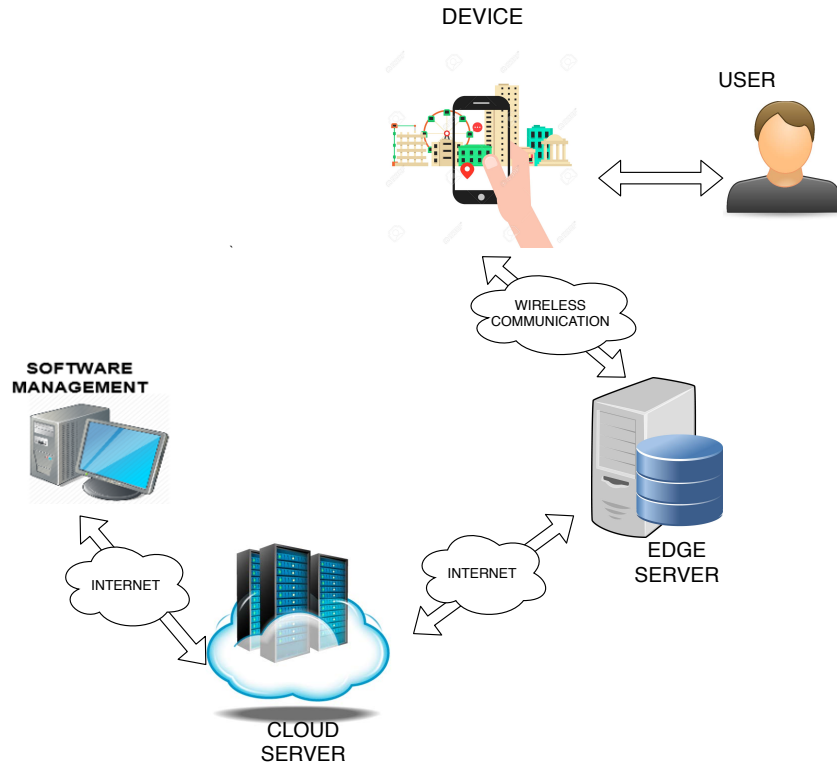 DEVICE
USER
WIRELESS
COMMUNICATION
SOFTWARE
MANAGEMENT
EDGE
SERVER
INTERNET
INTERNET
CLOUD
SERVER